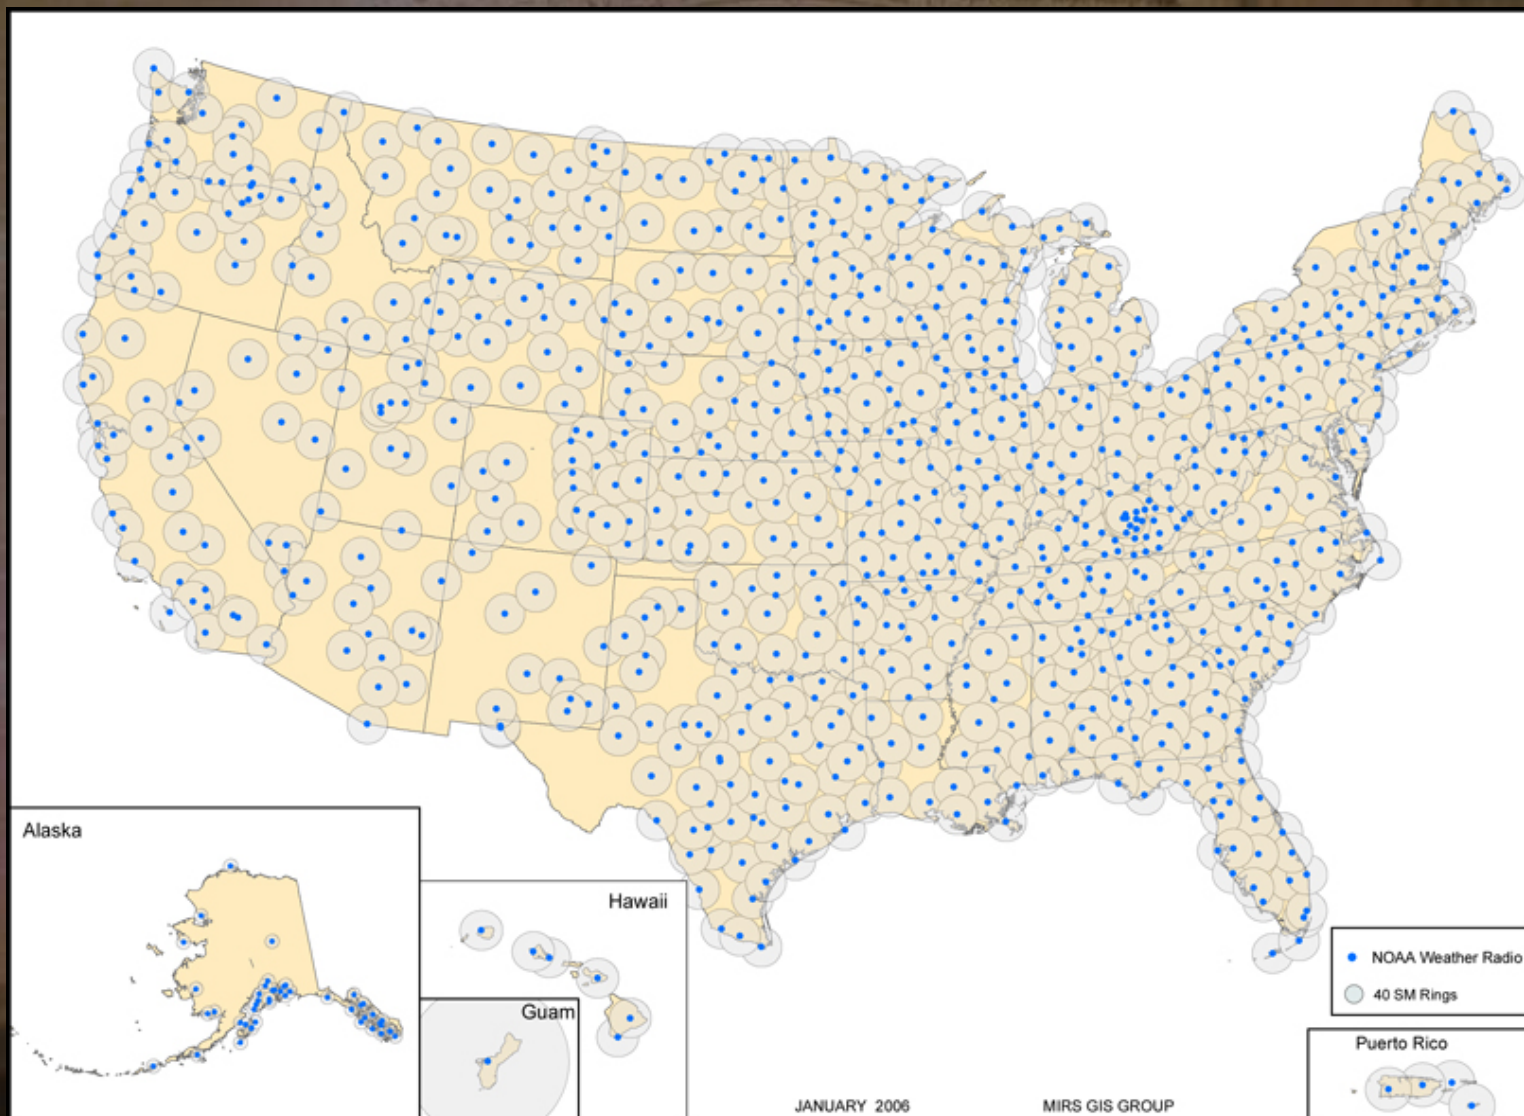 Alaska
Hawaii
Guam
NOAA Weather Radio
40 SM Rings
Puerto Rico
JANUARY 2006
MIRS GIS GROUP